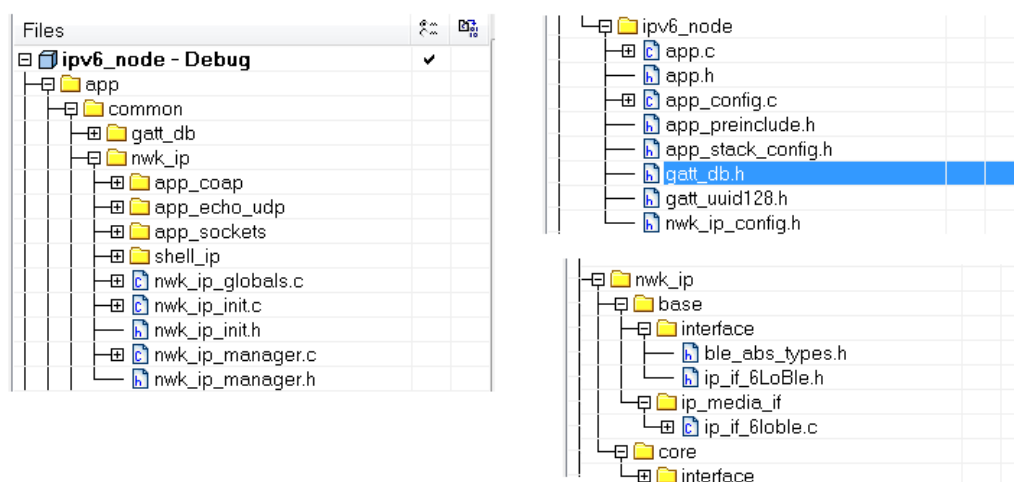 Files
ipv6_node - Debug
app
common
gatt_db
nwk_ip
app_coap
app_echo_udp
app_sockets
shell_ip
nwk_ip_globals.c
nwk_ip_init.c
nwk_ip_init.h
nwk_ip_manager.c
nwk_ip_manager.h
ipv6_node
app.c
app.h
app_config.c
app_preinclude.h
app_stack_config.h
gatt_db.h
gatt_uuid128.h
nwk_ip_config.h
nwk_ip
base
interface
ble_abs_types.h
ip_if_6LoBle.h
ip_media_if
ip_if_6loble.c
core
interface